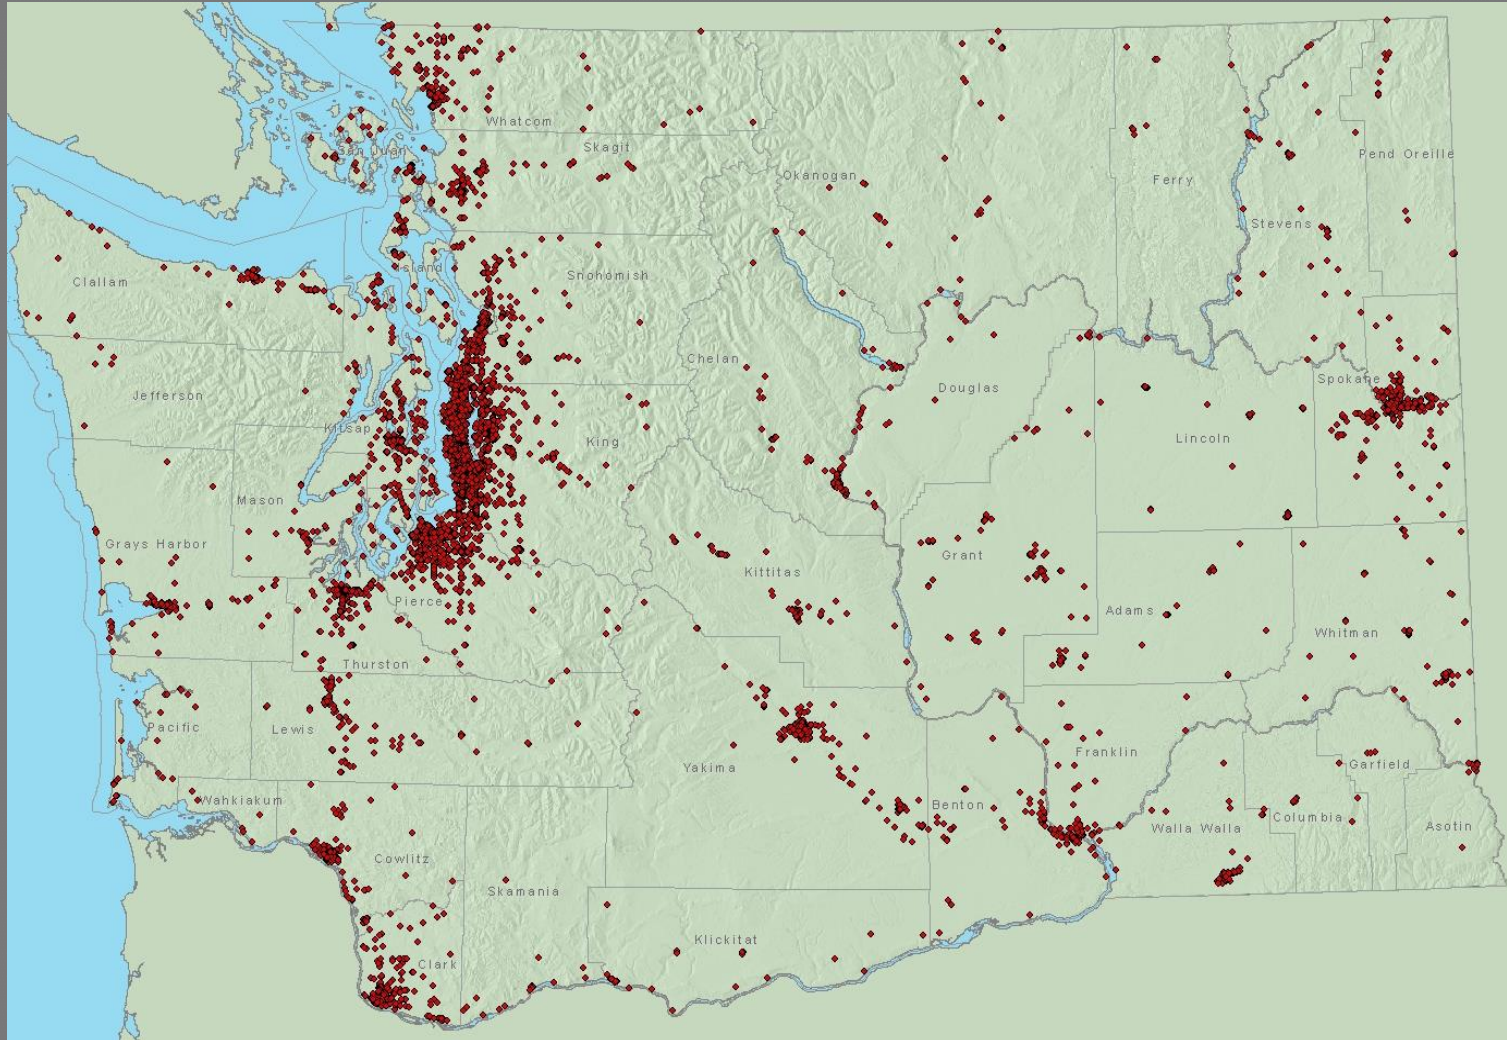 Whatcom
Skagit
San Juan
Okanogan
Ferry
Pend Oreille
Stevens
Island
Snohomish
Clallam
Chelan
Douglas
Spokane
Jefferson
Kitsap
King
Lincoln
Mason
Grays Harbor
Grant
Kittitas
Pierce
Adams
Whitman
Thurston
Pacific
Lewis
Yakima
Franklin
Garfield
Wahkiakum
Benton
Walla Walla
Columbia
Asotin
Cowlitz
Skamania
Klickitat
Clark